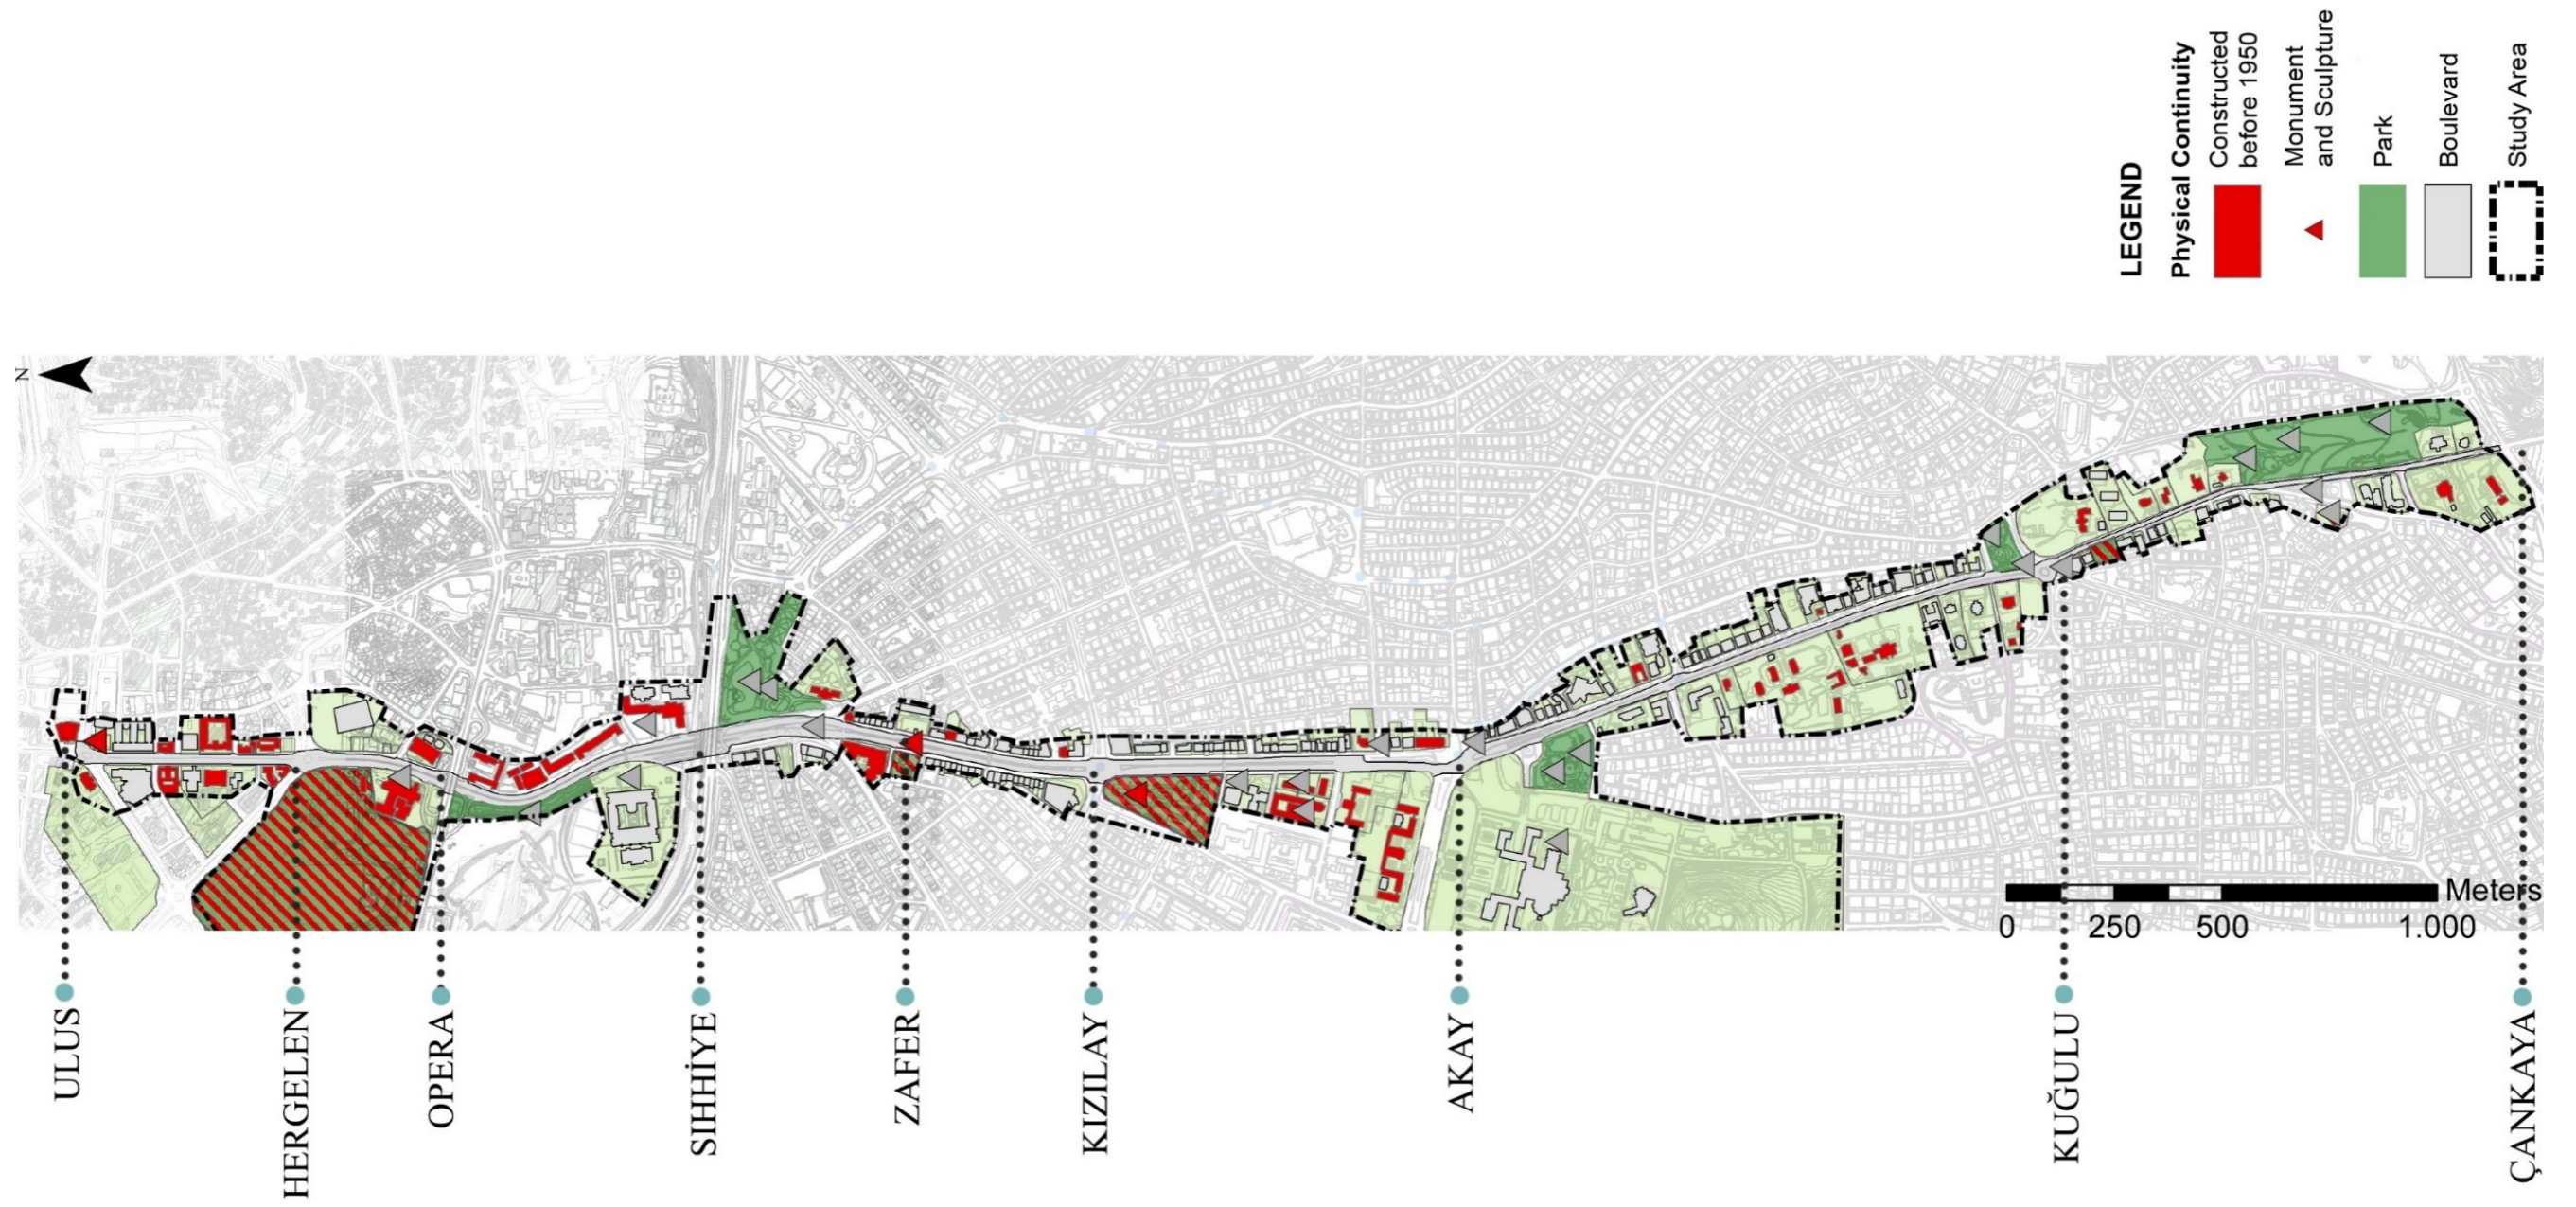 LEGEND
Physical Continuity
Constructed
before 1950
Monument
and Sculpture
Park
Boulevard
Study Area
N
Meters
0 250 500 1.000
ULUS
HERGELEN
OPERA
SIHHİYE
ZAFER
KIZILAY
AKAY
KUĞULU
ÇANKAYA